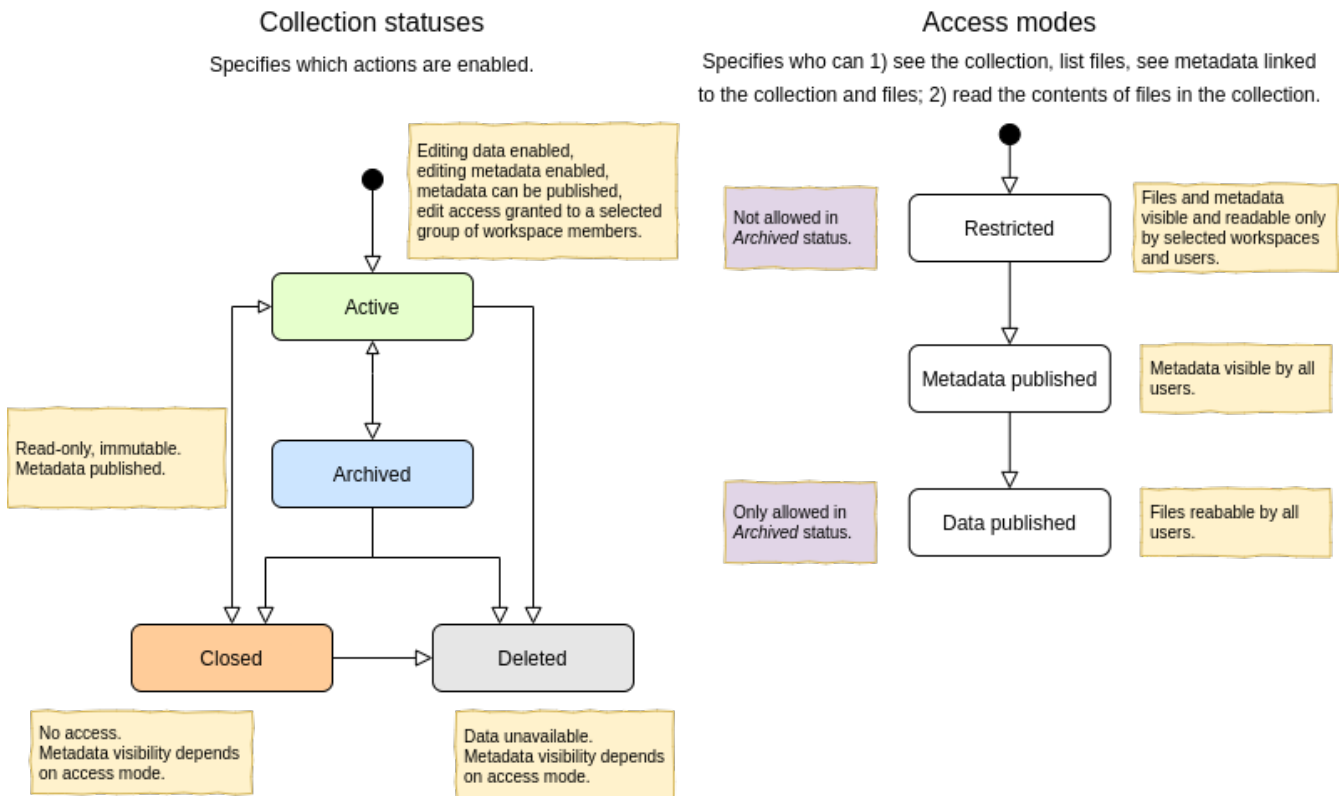 Collection statuses
Specifies which actions are enabled.
Editing data enabled,
editing metadata enabled,
metadata can be published,
edit access granted to a selected
group of workspace members.
Active
Read-only, immutable.
Metadata published.
Archived
Closed
Deleted
No access.
Metadata visibility depends
on access mode.
Data unavailable.
Metadata visibility depends
on access mode.
Access modes
Specifies who can 1) see the collection, list files, see metadata linked
to the collection and files; 2) read the contents of files in the collection.
Not allowed in
Archived status.
Restricted
Files and metadata
visible and readable only
by selected workspaces
and users.
Metadata published
Metadata visible by all
users.
Only allowed in
Archived status.
Data published
Files reabable by all
users.